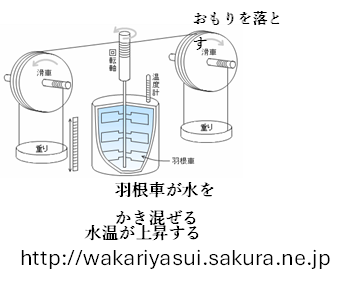 おもりを落と
す
回転軸
滑車
滑車
温度計
重り
重り
羽根車
羽根車が水を
かき混ぜる
水温が上昇する
http://wakariyasui.sakura.ne.jp